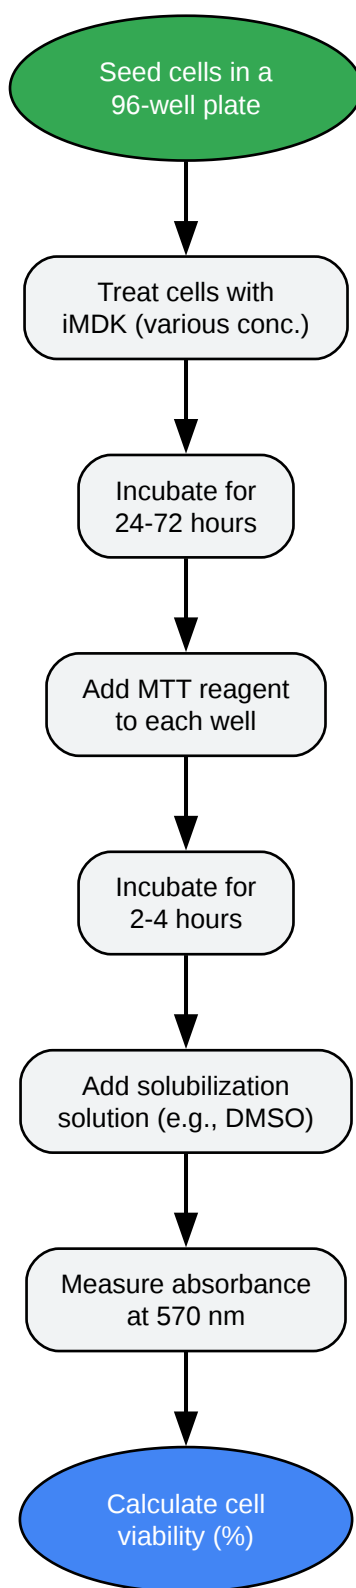 Seed cells in a
96-well plate
Treat cells with
iMDK (various conc.)
Incubate for
24-72 hours
Add MTT reagent
to each well
Incubate for
2-4 hours
Add solubilization
solution (e.g., DMSO)
Measure absorbance
at 570 nm
Calculate cell
viability (%)